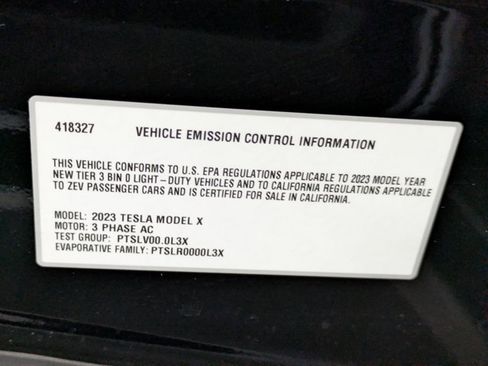 418327 VEHICLE EMISSION CONTROL INFORMATION
THIS VEHICLE CONFORMS TO U.S. EPA REGULATIONS APPLICABLE TO 2023 MODEL YEAR
NEW TIER 3 BIN 0 LIGHT-DUTY VEHICLES AND TO CALIFORNIA REGULATIONS APPLICABLE
TO ZEV PASSENGER CARS AND IS CERTIFIED FOR SALE IN CALIFORNIA.
MODEL: 2023 TESLA MODEL X
MOTOR: 3 PHASE AC
TEST GROUP: PTSLV00.0L3X
EVAPORATIVE FAMILY: PTSLR0000L3X